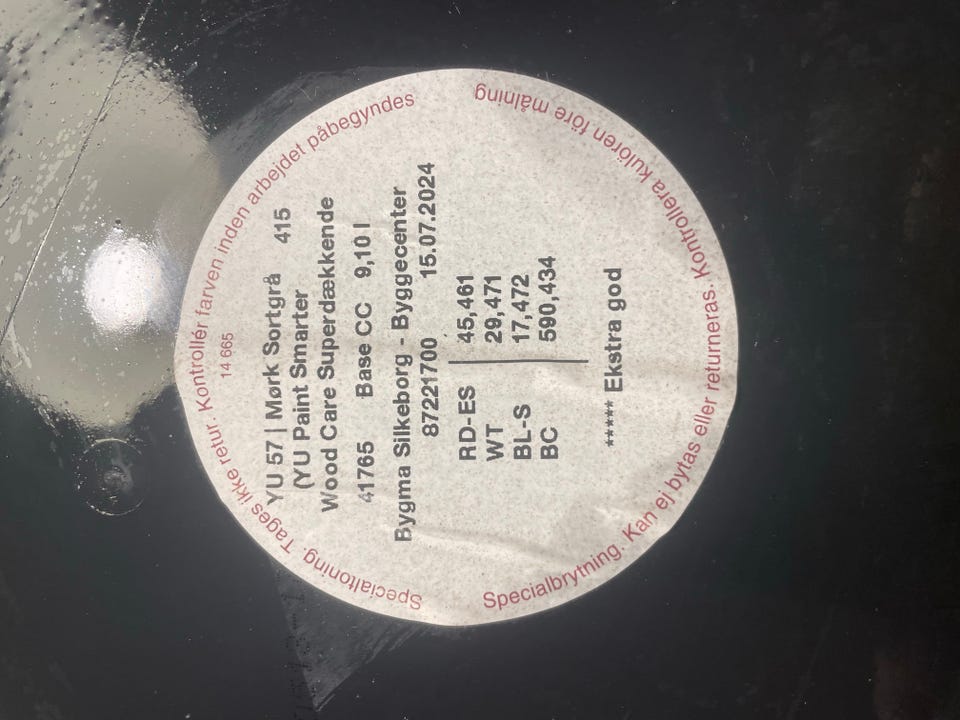 Specialtoning. Tages ikke retur. Kontrollér farven inden arbejdet påbegyndes
14 665
YU 57 | Mørk Sortgrå 415
(YU Paint Smarter
Wood Care Superdækkende
41765 Base CC 9,10 l
Bygma Silkeborg - Byggecenter
87221700 15.07.2024
RD-ES 45,461
WT 29,471
BL-S 17,472
BC 590,434
***** Ekstra god
Specialbrytning. Kan ej bytas eller returneras. Kontrollera kulören före målning